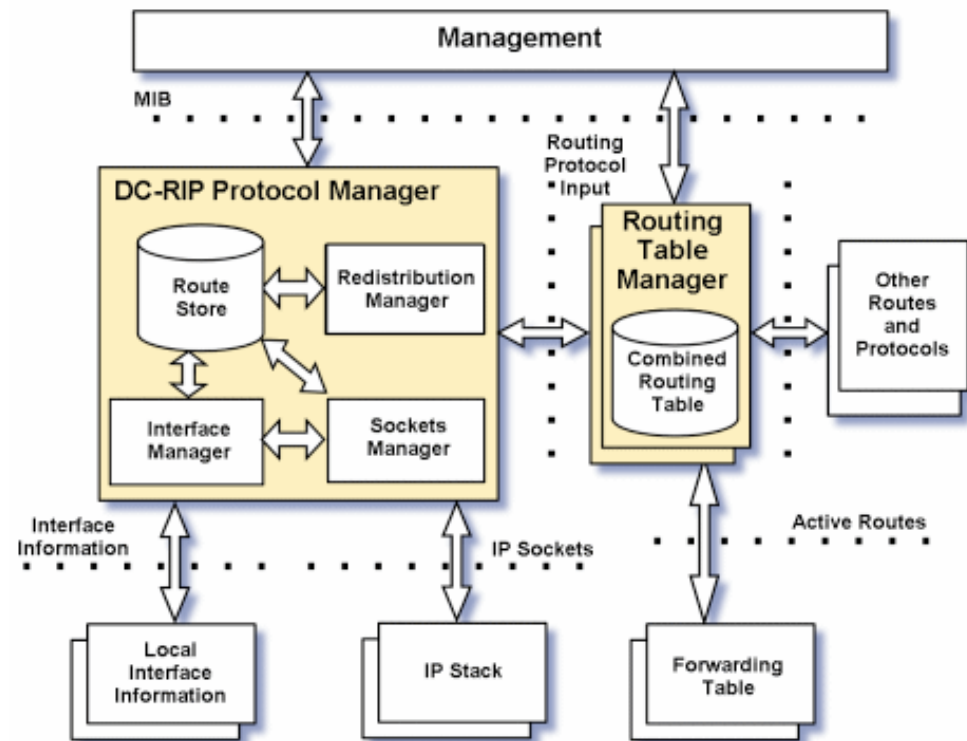 Management
MIB
Routing
Protocol
Input
DC-RIP Protocol Manager
Route
Store
Redistribution
Manager
Interface
Manager
Sockets
Manager
Routing
Table
Manager
Combined
Routing
Table
Other
Routes
and
Protocols
Interface
Information
IP Sockets
Active Routes
Local
Interface
Information
IP Stack
Forwarding
Table